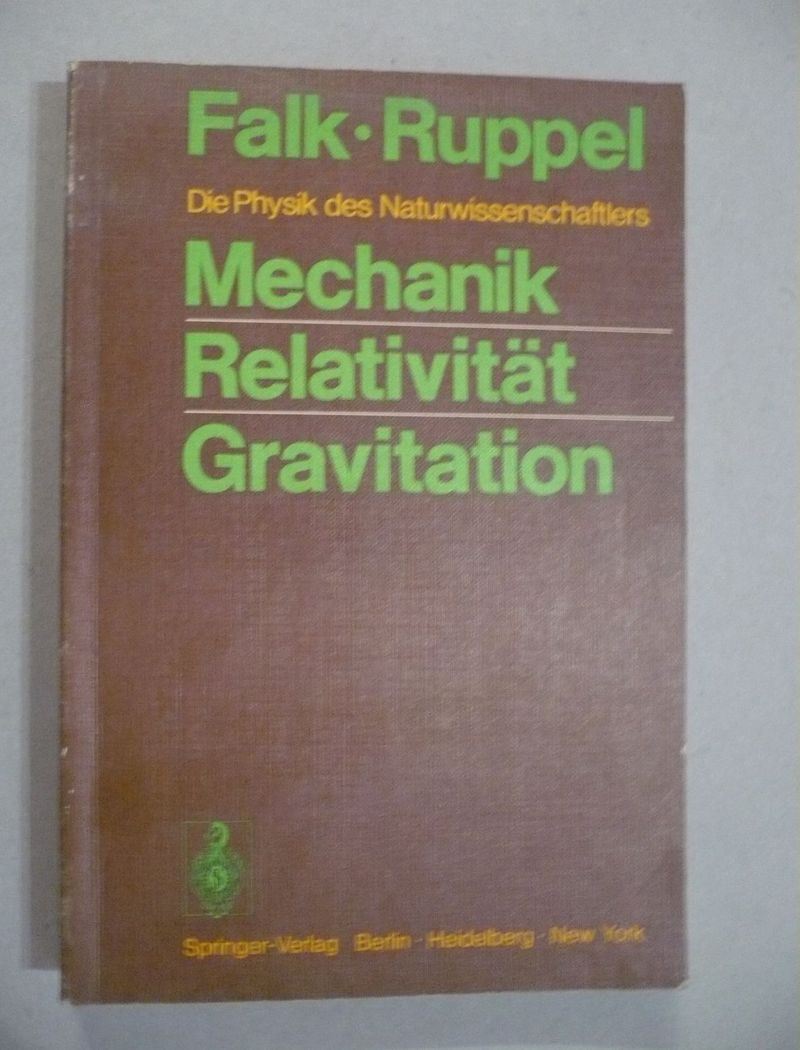 Falk · Ruppel
Die Physik des Naturwissenschaftlers
Mechanik
Relativität
Gravitation
Springer-Verlag Berlin · Heidelberg · New York